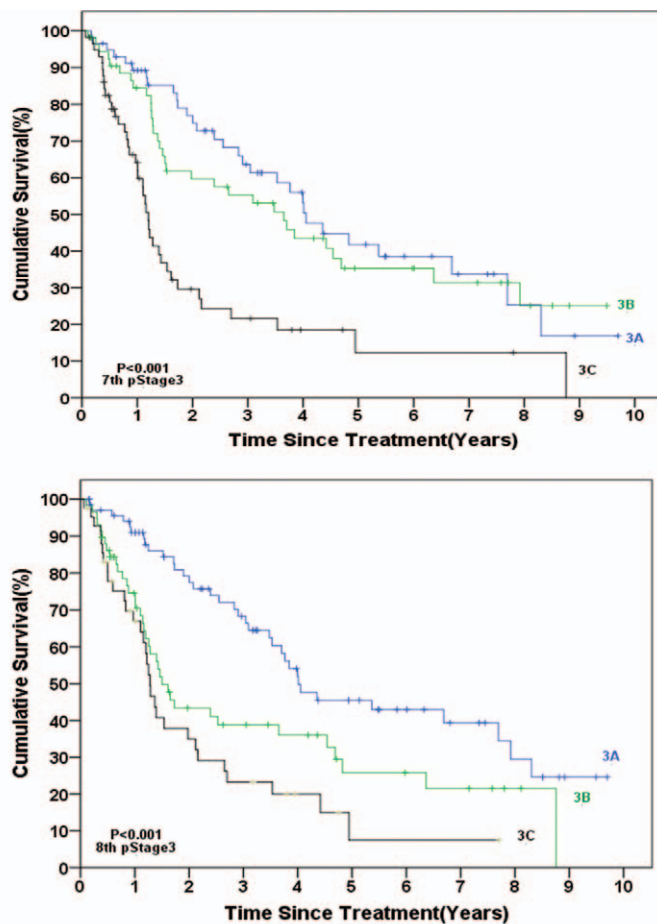 Cumulative Survival(%)
100
90
80
70
60
50
40
30
20
10
0
3B
3A
3C
P<0.001
7th pStage3
0 1 2 3 4 5 6 7 8 9 10
Time Since Treatment(Years)
Cumulative Survival(%)
100
90
80
70
60
50
40
30
20
10
0
3A
3B
3C
P<0.001
8th pStage3
0 1 2 3 4 5 6 7 8 9 10
Time Since Treatment(Years)